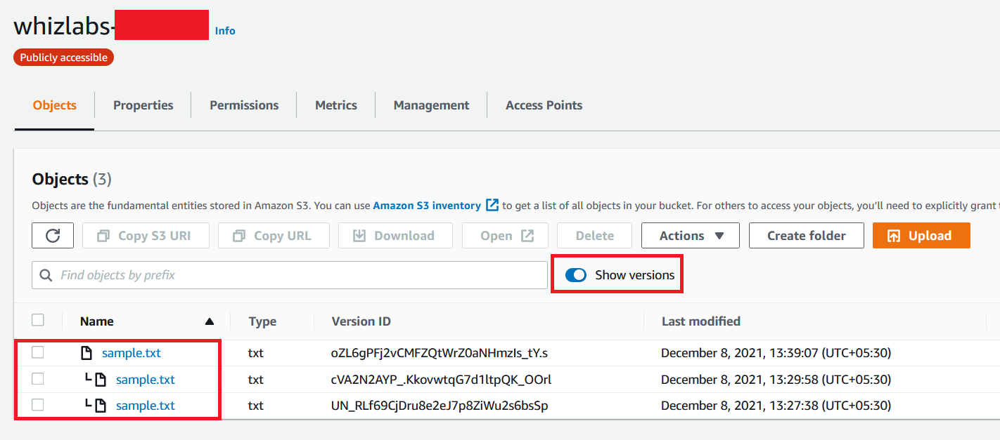 whizlabs- Info
Publicly accessible
Objects Properties Permissions Metrics Management Access Points
Objects (3)
Objects are the fundamental entities stored in Amazon S3. You can use Amazon S3 inventory to get a list of all objects in your bucket. For others to access your objects, you'll need to explicitly grant
Copy S3 URI Copy URL Download Open Delete Actions Create folder Upload
Find objects by prefix Show versions
Name Type Version ID Last modified
sample.txt txt oZL6gPFj2vCMFZQtWrZ0aNHmzIs_tY.s December 8, 2021, 13:39:07 (UTC+05:30)
sample.txt txt cVA2N2AYP_.KkovwtqG7d1ltpQK_OOrl December 8, 2021, 13:29:58 (UTC+05:30)
sample.txt txt UN_RLf69CjDru8e2eJ7p8ZiWu2s6bsSp December 8, 2021, 13:27:38 (UTC+05:30)